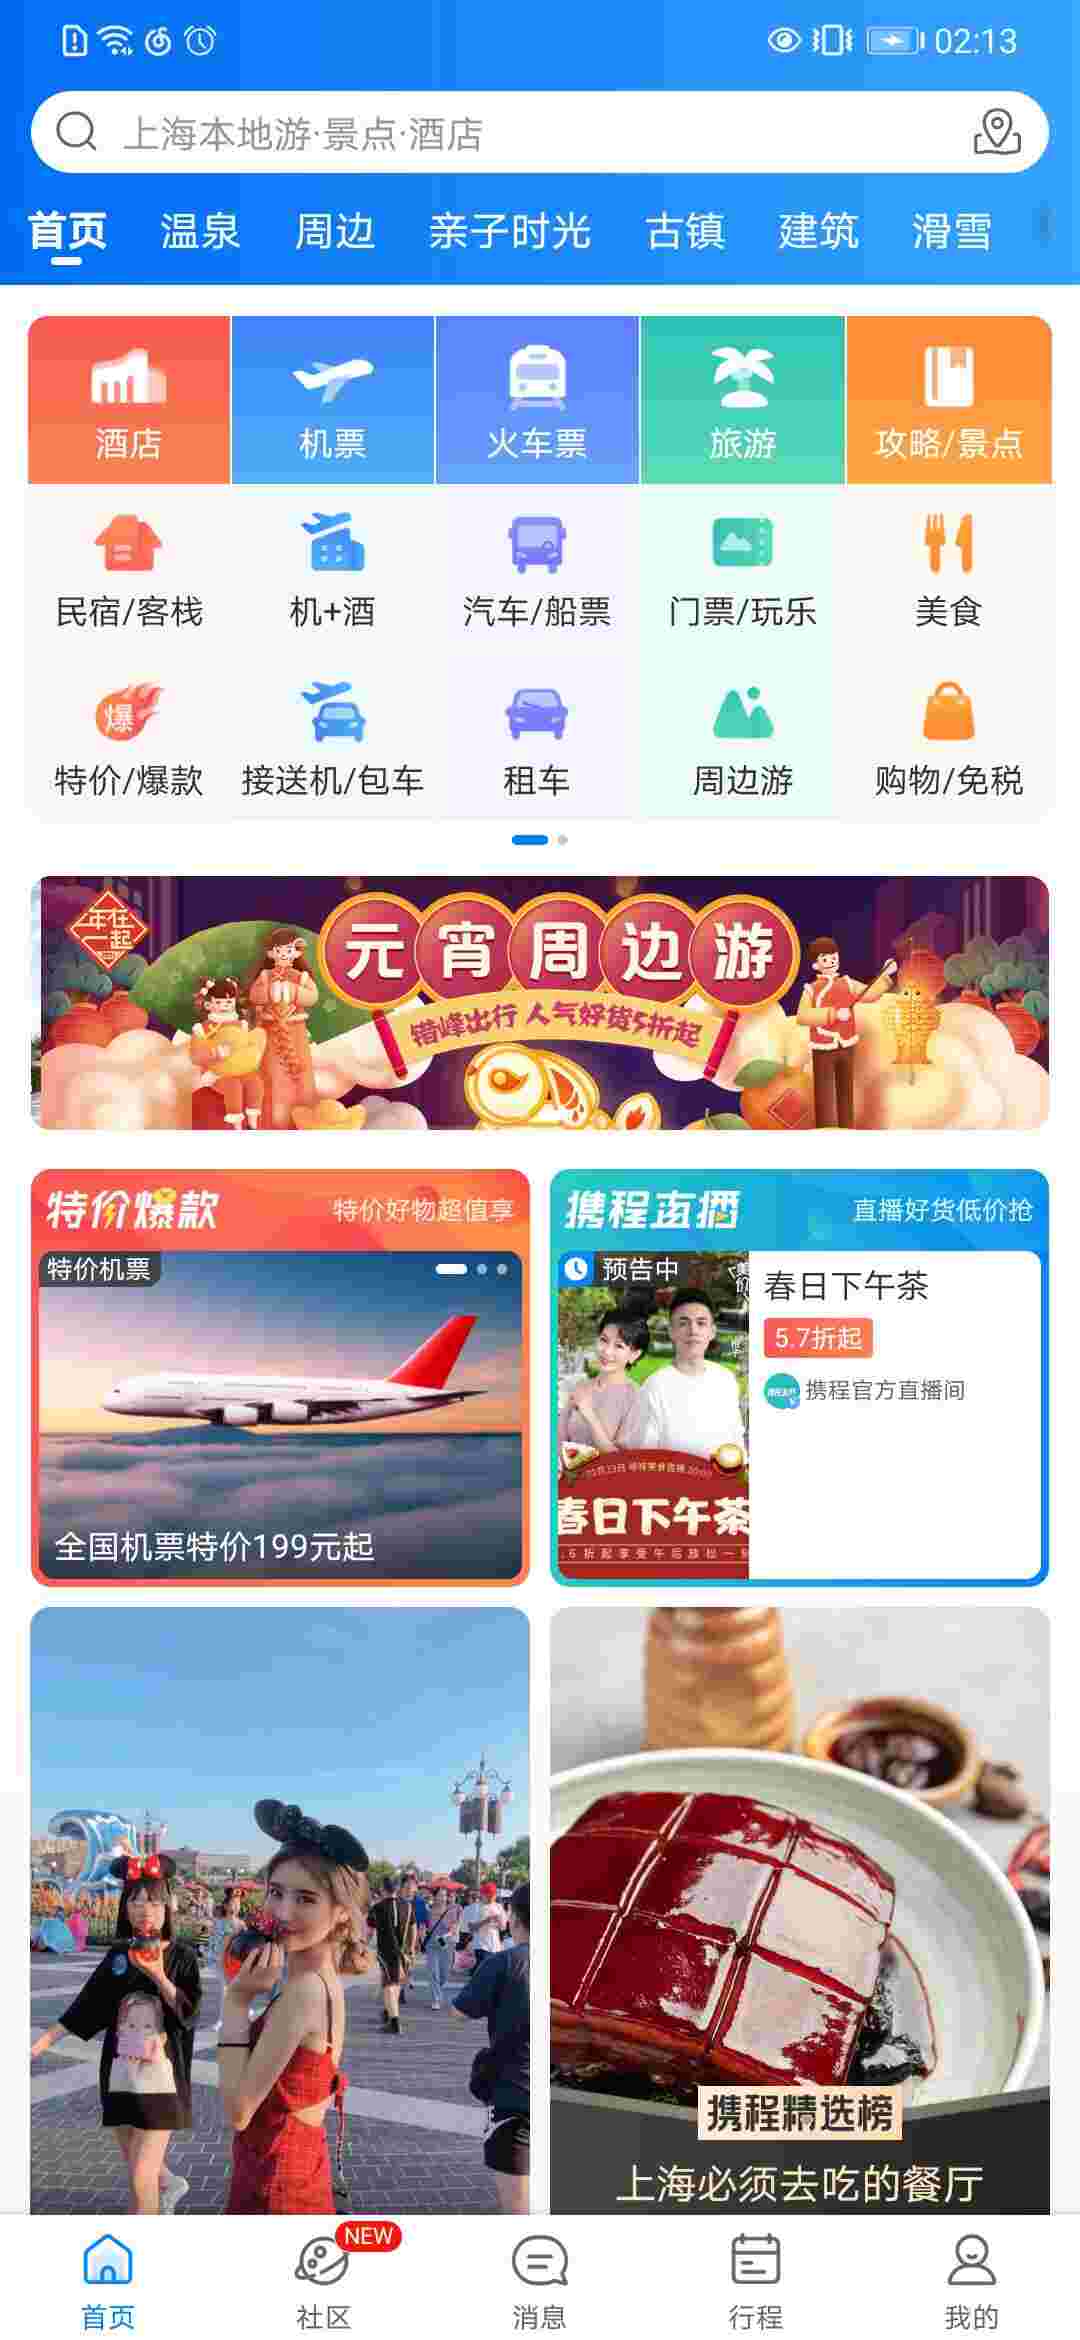 02:13
上海本地游·景点·酒店
首页 温泉 周边 亲子时光 古镇 建筑 滑雪
酒店 机票 火车票 旅游 攻略/景点
民宿/客栈 机+酒 汽车/船票 门票/玩乐 美食
爆
特价/爆款 接送机/包车 租车 周边游 购物/免税
年在一起
元宵周边游
错峰出行 人气好货5折起
特价爆款 特价好物超值享
特价机票
全国机票特价199元起
携程直播 直播好货低价抢
预告中
春日下午茶
5.7折起
携程官方直播间
春日下午茶
携程精选榜
上海必须去吃的餐厅
NEW
首页 社区 消息 行程 我的